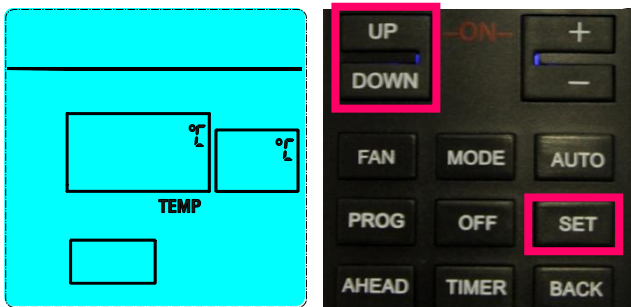 °C
°C
TEMP
UP
-ON-
+
DOWN
−
FAN
MODE
AUTO
PROG
OFF
SET
AHEAD
TIMER
BACK